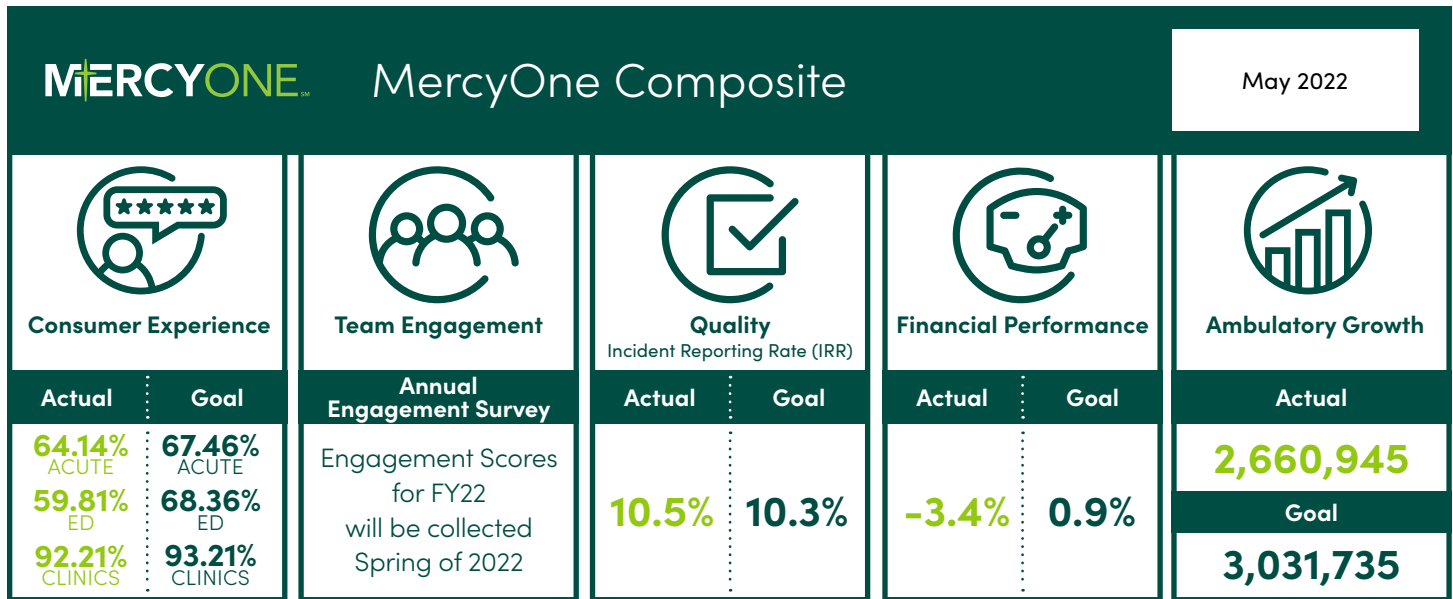 MERCYONE SM
MercyOne Composite
May 2022
Consumer Experience
Actual Goal
64.14% 67.46%
ACUTE ACUTE
59.81% 68.36%
ED ED
92.21% 93.21%
CLINICS CLINICS
Team Engagement
Annual
Engagement Survey
Engagement Scores
for FY22
will be collected
Spring of 2022
Quality
Incident Reporting Rate (IRR)
Actual Goal
10.5% 10.3%
Financial Performance
Actual Goal
-3.4% 0.9%
Ambulatory Growth
Actual
2,660,945
Goal
3,031,735